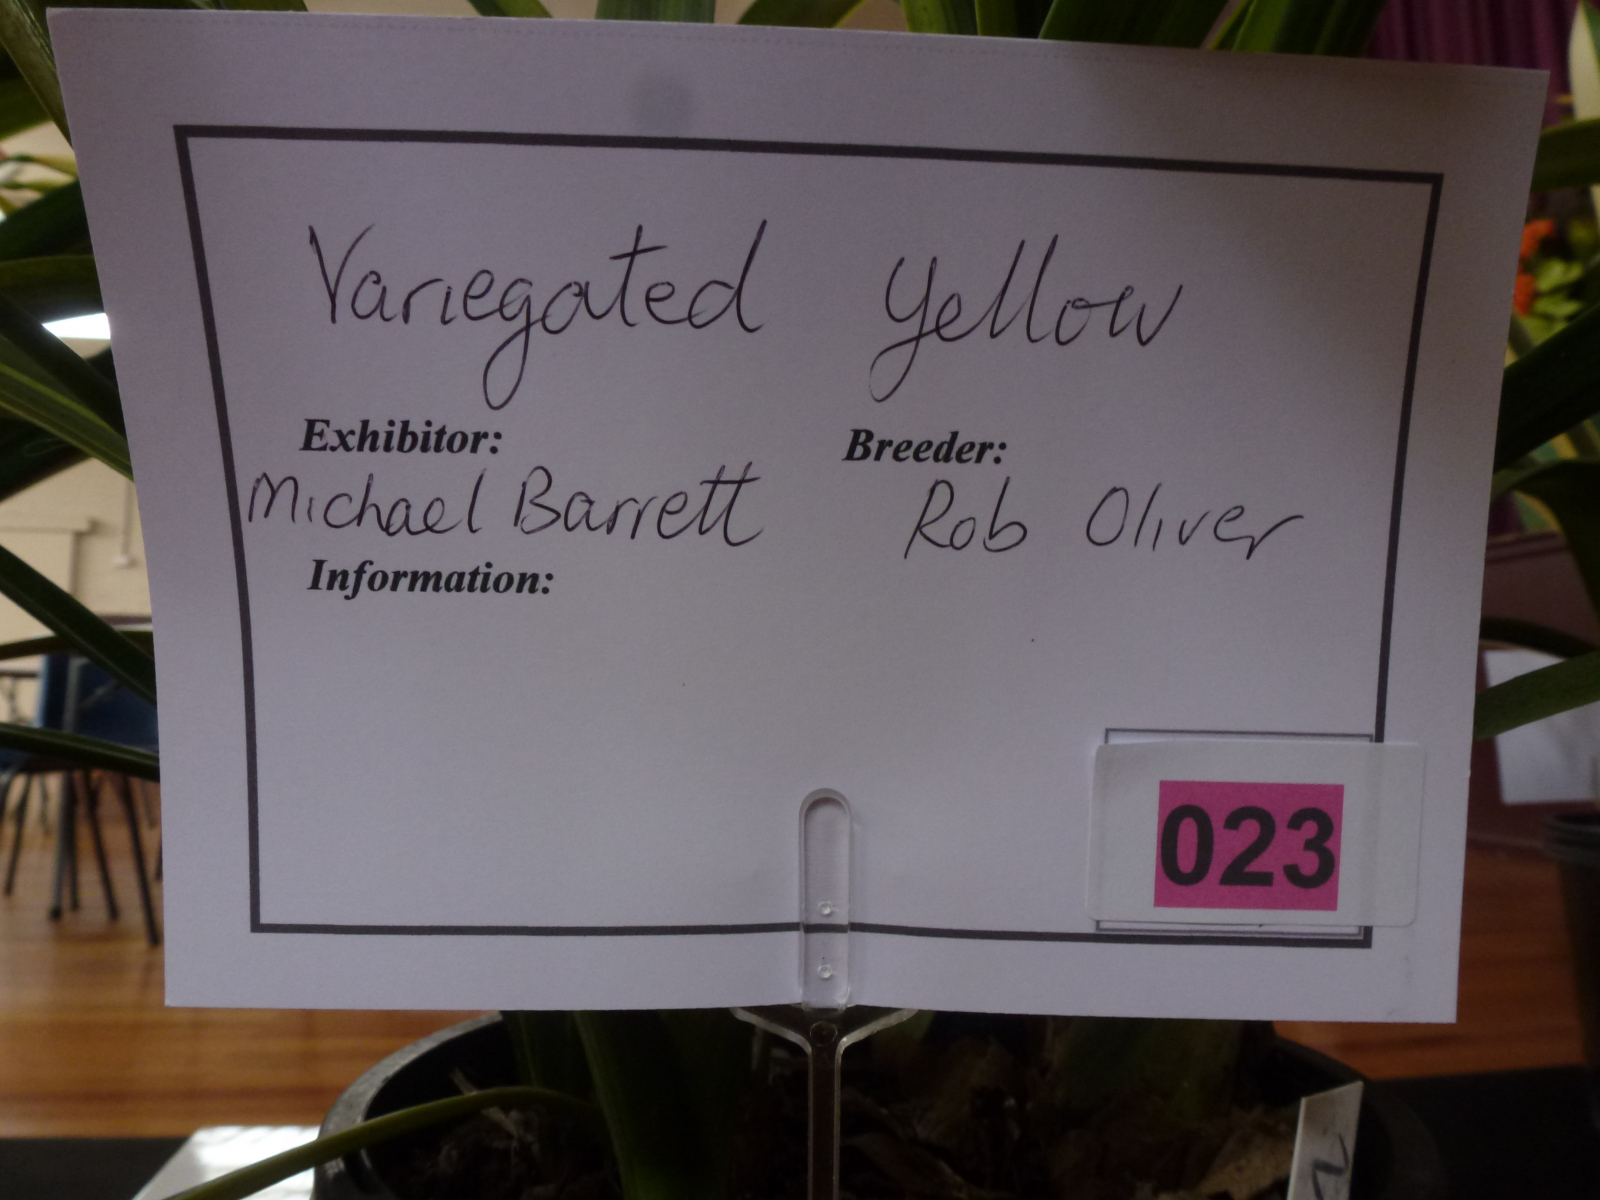 Variegated Yellow
Exhibitor: Breeder:
Michael Barrett Rob Oliver
Information:
023